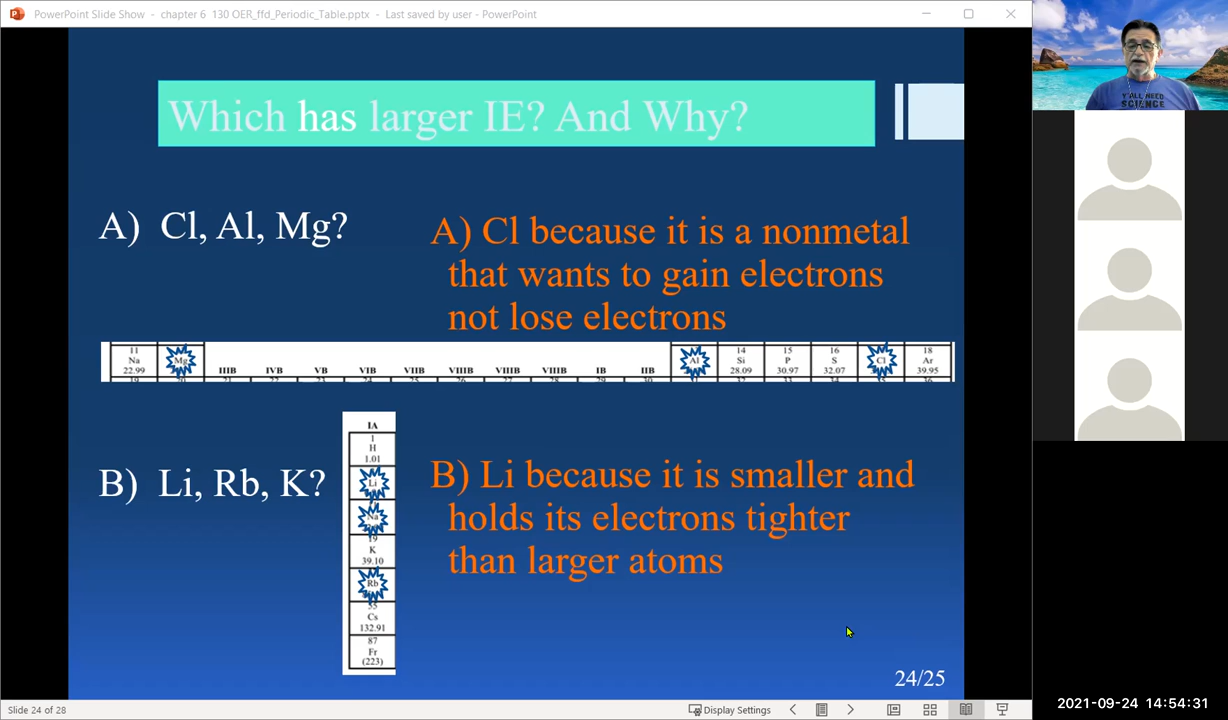 PowerPoint Slide Show - chapter 6 130 OER_ffd_Periodic_Table.pptx - Last saved by user - PowerPoint
Y'ALL NEED
SCIENCE
Which has larger IE? And Why?
A) Cl, Al, Mg?
A) Cl because it is a nonmetal
that wants to gain electrons
not lose electrons
11 14 15 16 18
Na Mg Al Si P S Cl Ar
22.99 IIIB IVB VB VIB VIIB VIIIB VIIIB VIIIB IB IIB 28.09 30.97 32.07 39.95
IA
1
H
1.01
Li
Na
19
K
39.10
Rb
55
Cs
132.91
87
Fr
(223)
B) Li, Rb, K?
B) Li because it is smaller and
holds its electrons tighter
than larger atoms
24/25
Slide 24 of 28
Display Settings
2021-09-24 14:54:31